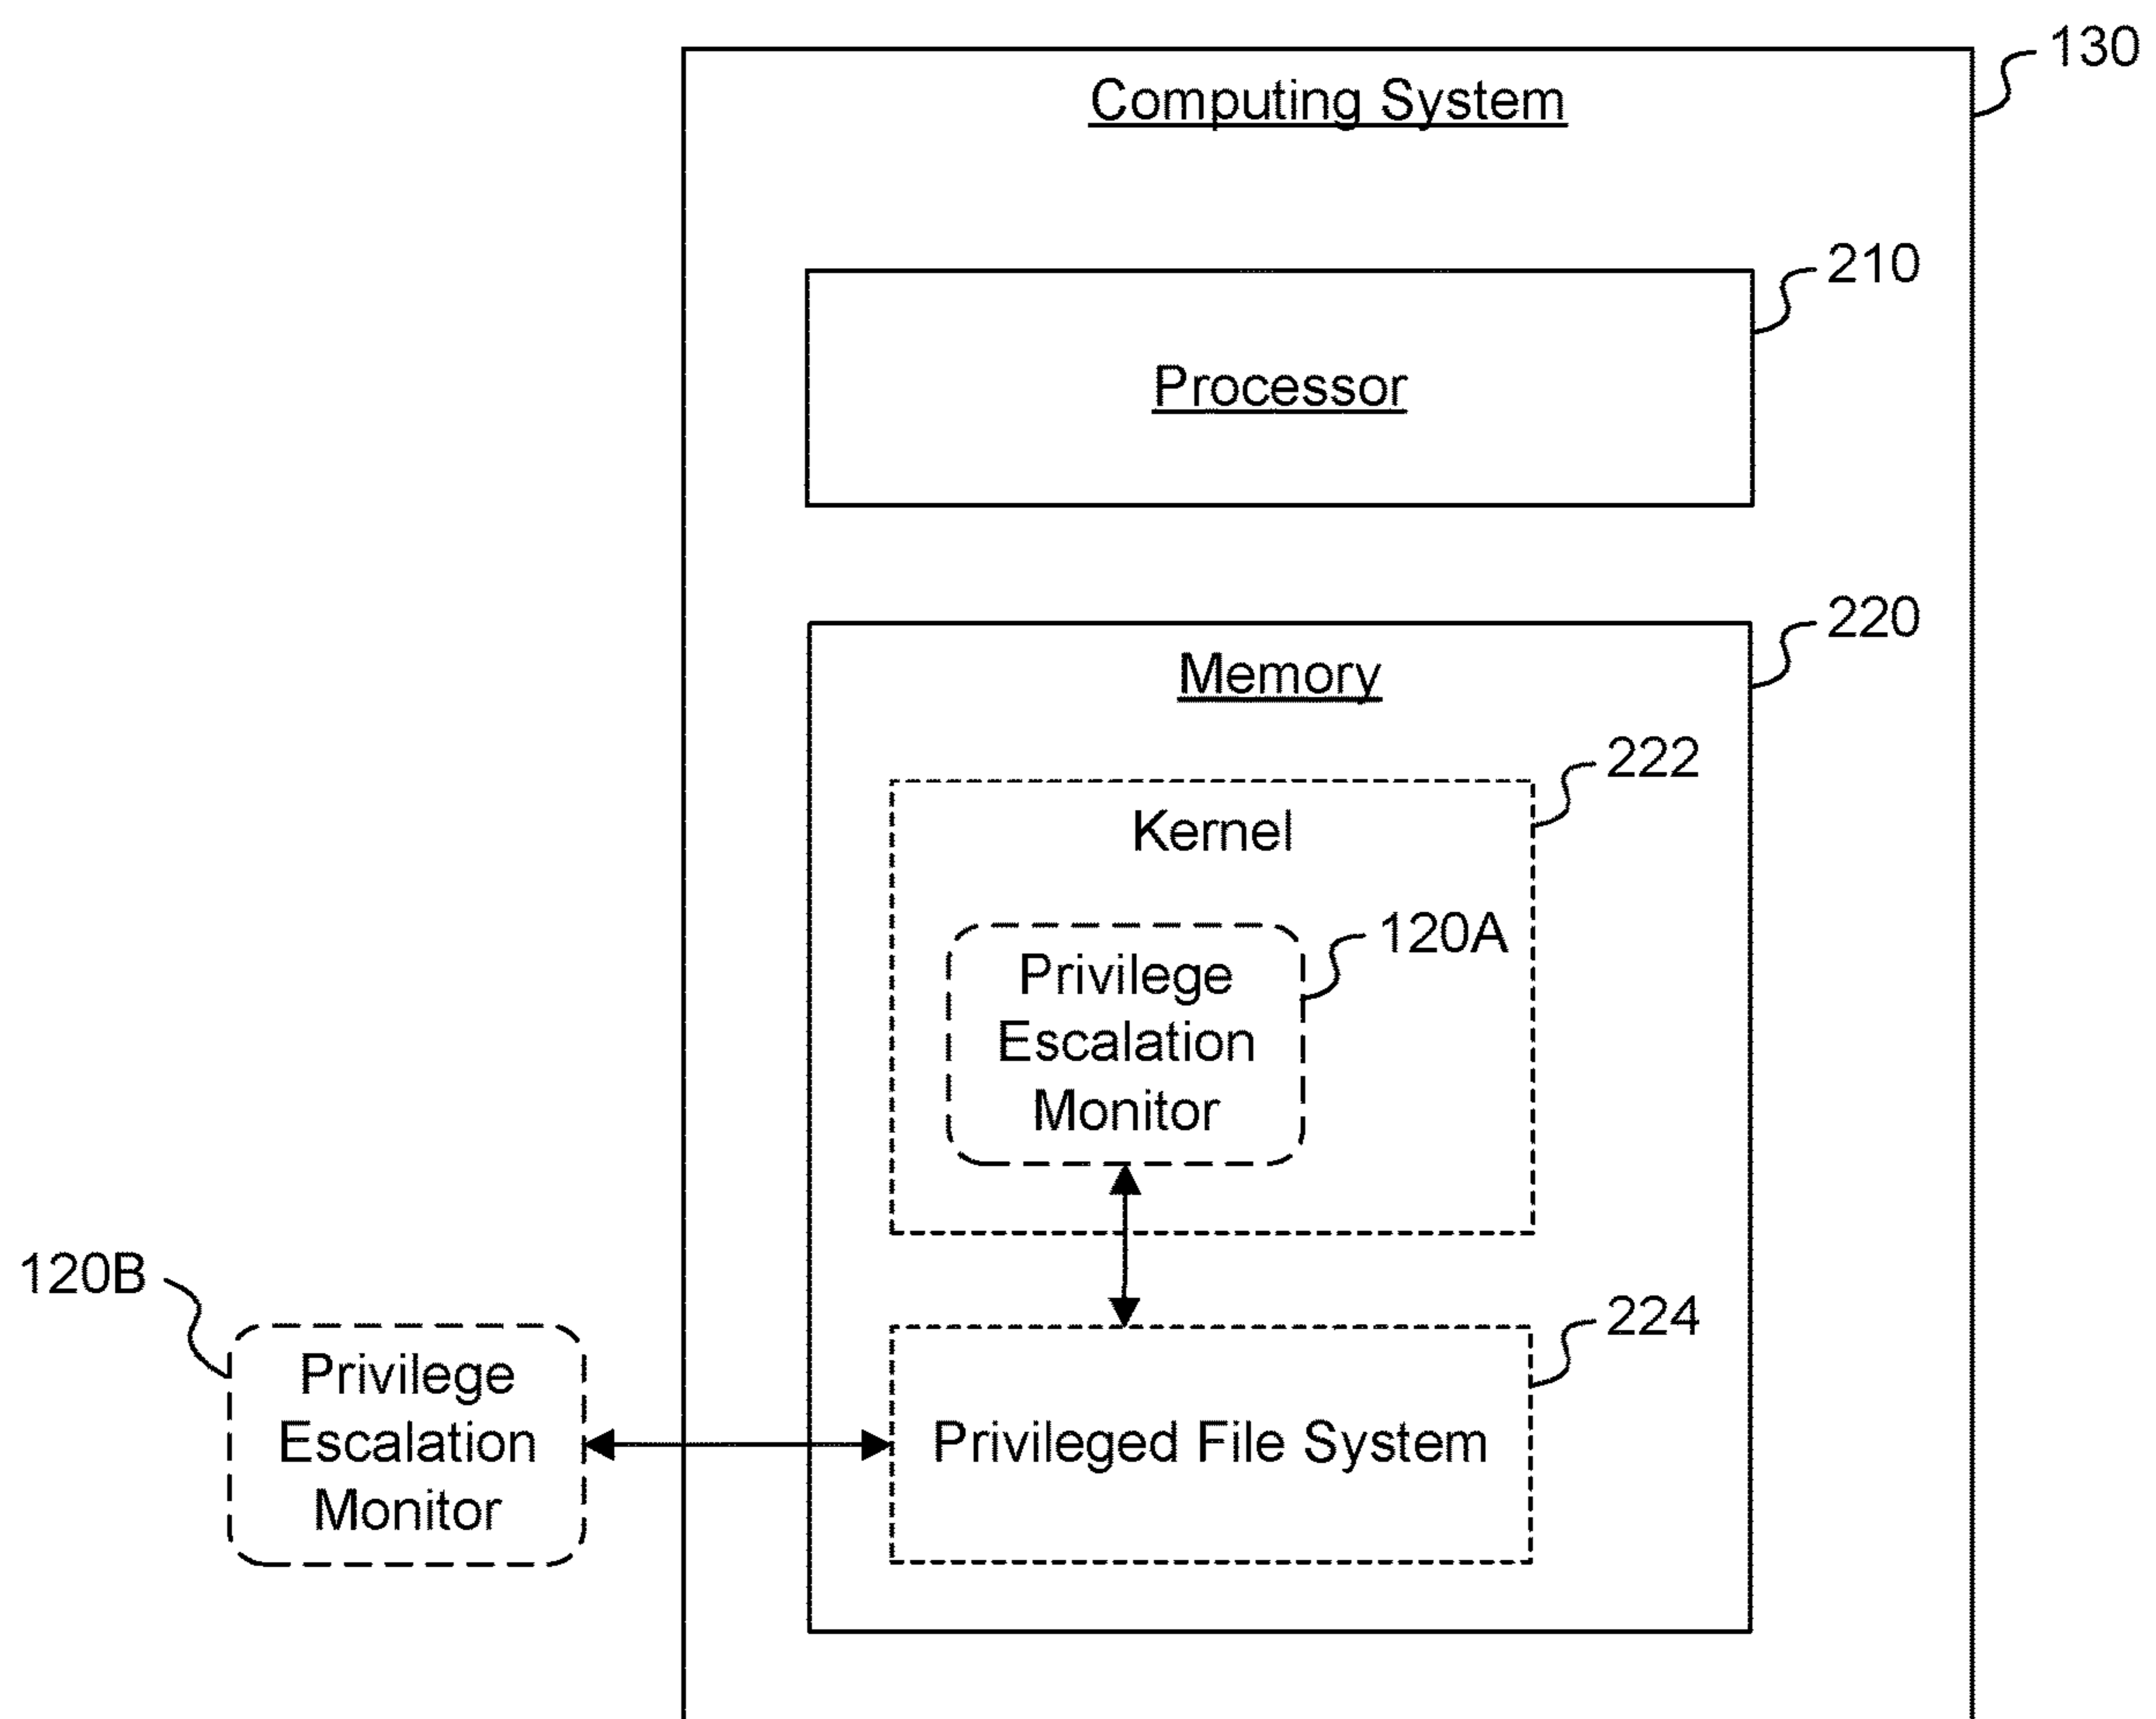 130
Computing System
210
Processor
220
Memory
222
Kernel
120A
Privilege
Escalation
Monitor
120B
224
Privilege
Escalation
Monitor
Privileged File System